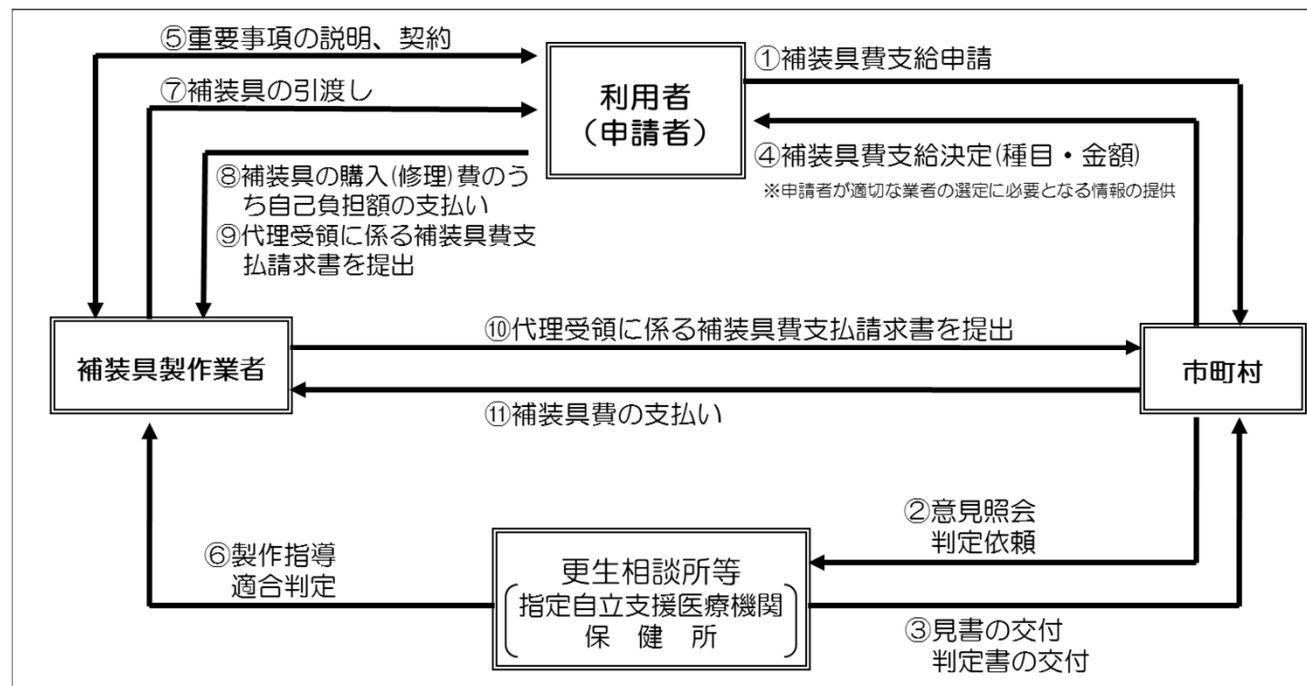 ⑤重要事項の説明、契約
①補装具費支給申請
⑦補装具の引渡し
利用者
（申請者）
④補装具費支給決定(種目・金額)
※申請者が適切な業者の選定に必要となる情報の提供
⑧補装具の購入(修理)費のう
ち自己負担額の支払い
⑨代理受領に係る補装具費支
払請求書を提出
⑩代理受領に係る補装具費支払請求書を提出
補装具製作業者
市町村
⑪補装具費の支払い
②意見照会
判定依頼
⑥製作指導
適合判定
更生相談所等
指定自立支援医療機関
保　健　所
③見書の交付
判定書の交付